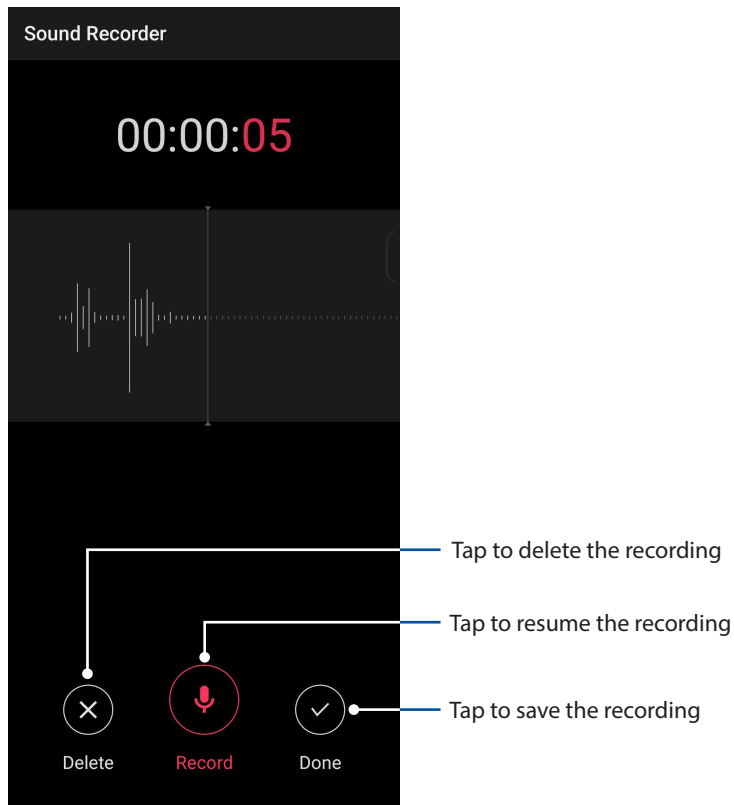 Sound Recorder
00:00:05
Tap to delete the recording
Tap to resume the recording
Tap to save the recording
Delete
Record
Done